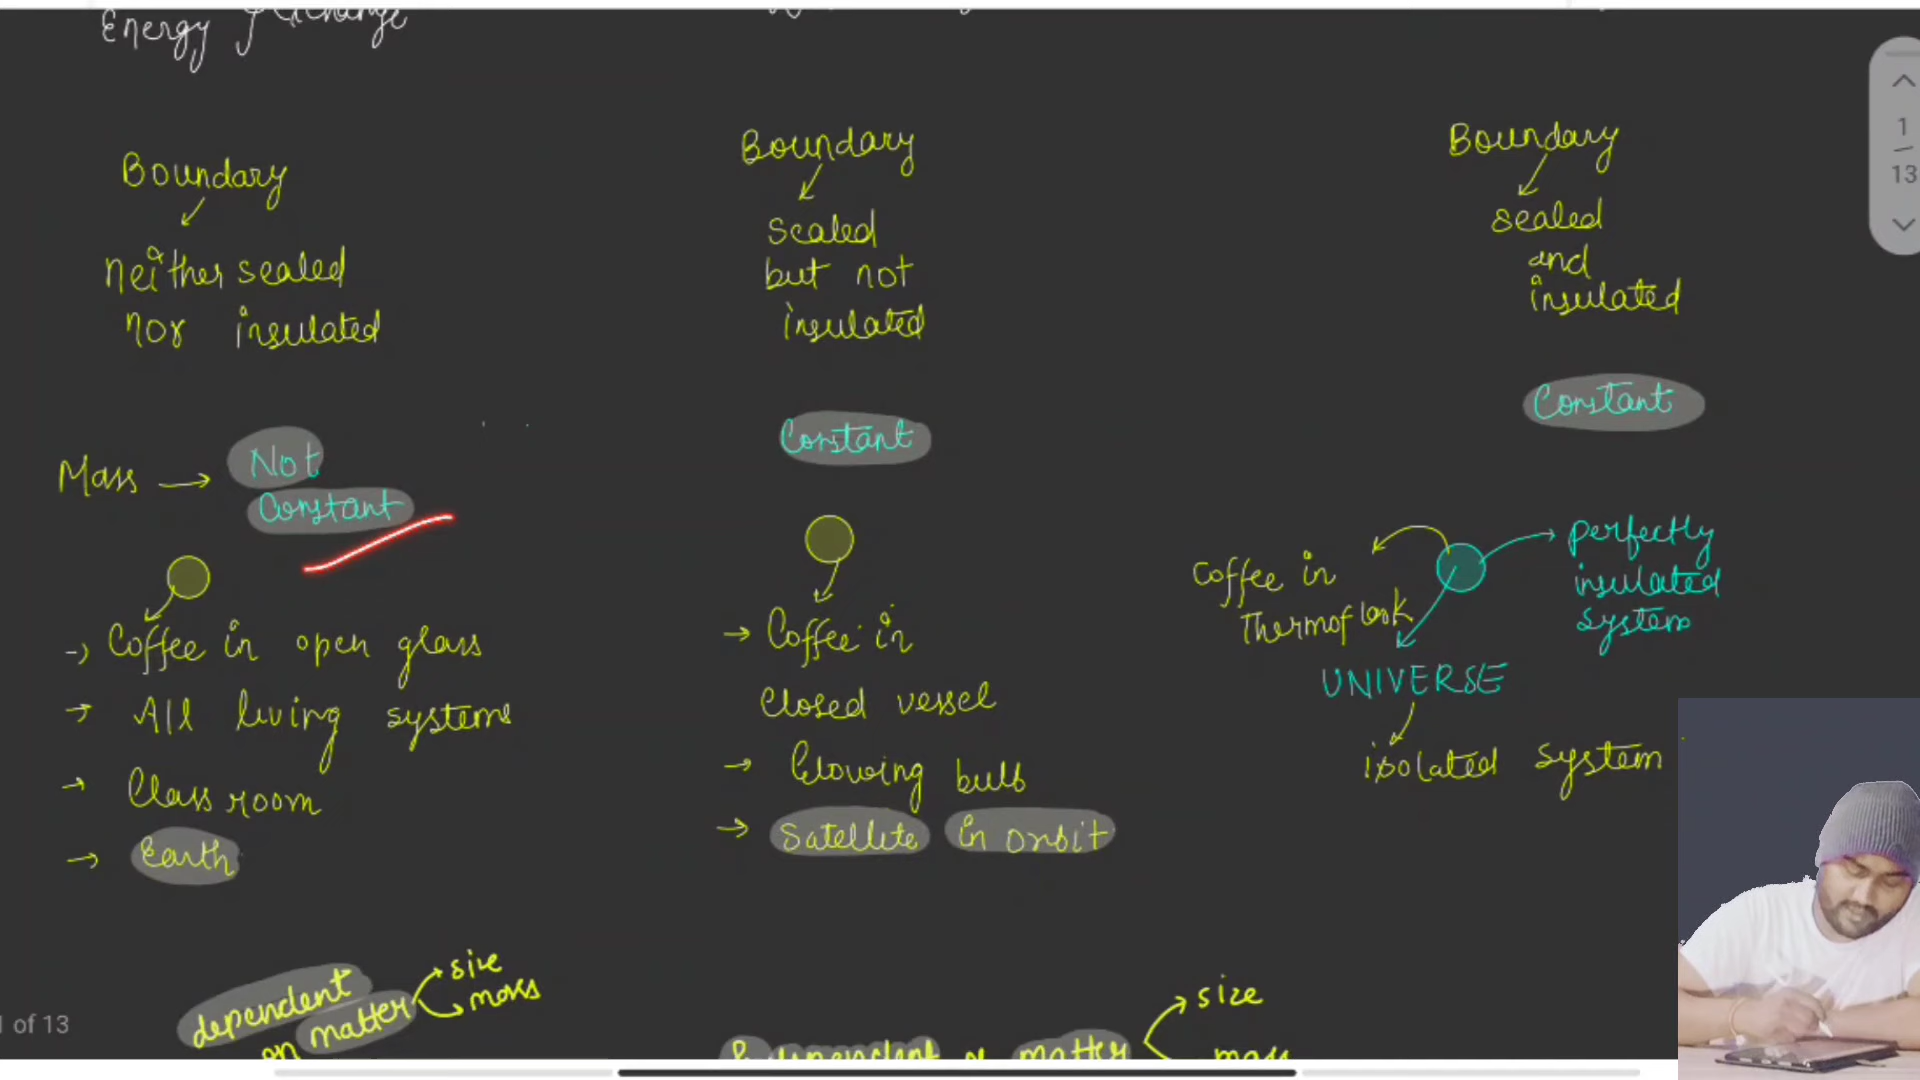 Energy Exchange
Boundary
neither sealed
nor insulated
Mass → Not
Constant
Coffee in open glass
→ All living systems
→ Class room
→ Earth
dependent
on matter
size
mass
Boundary
sealed
but not
insulated
Constant
→ Coffee in
Closed vessel
→ Glowing bulb
→ Satellite in orbit
matter
size
mass
Boundary
sealed
and
insulated
Constant
Coffee in
Thermoflask
perfectly
insulated
system
UNIVERSE
isolated system
1
13
1 of 13